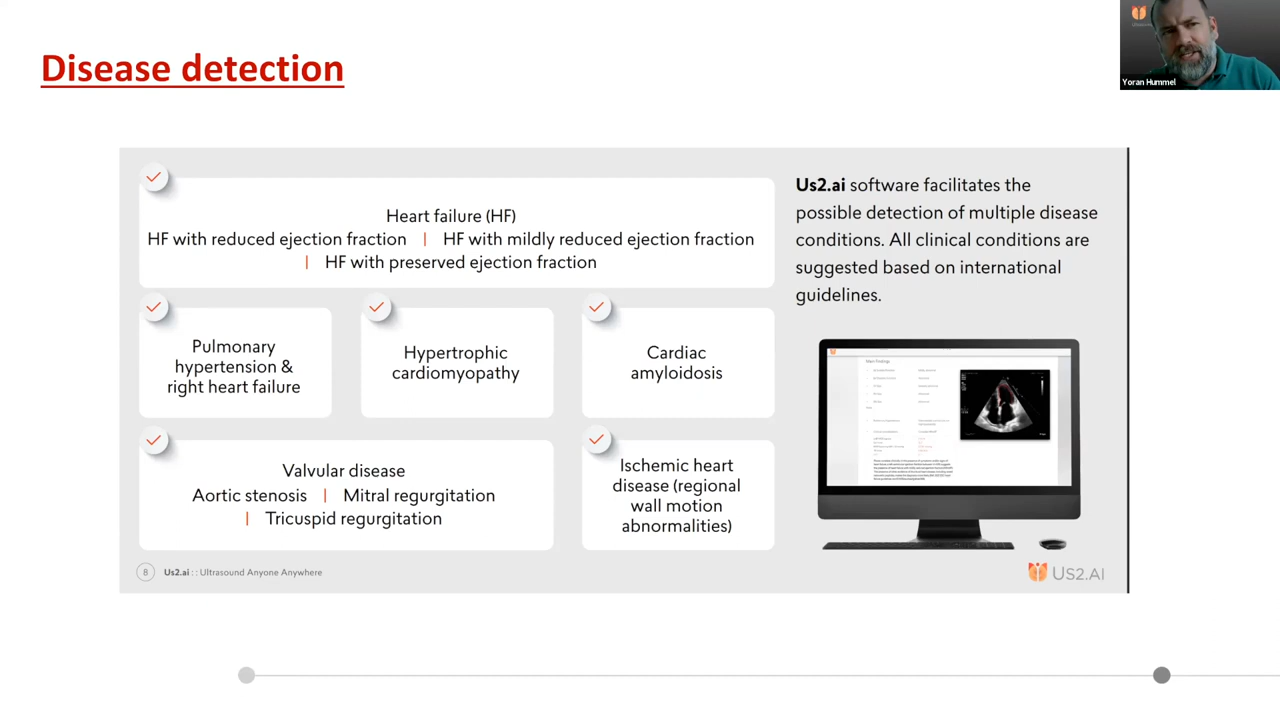 Disease detection
Yoran Hummel
Heart failure (HF)
HF with reduced ejection fraction | HF with mildly reduced ejection fraction
| HF with preserved ejection fraction
Pulmonary
hypertension &
right heart failure
Hypertrophic
cardiomyopathy
Cardiac
amyloidosis
Valvular disease
Aortic stenosis | Mitral regurgitation
| Tricuspid regurgitation
Ischemic heart
disease (regional
wall motion
abnormalities)
Us2.ai software facilitates the
possible detection of multiple disease
conditions. All clinical conditions are
suggested based on international
guidelines.
Main Findings
8 Us2.ai :: Ultrasound Anyone Anywhere
US2.AI